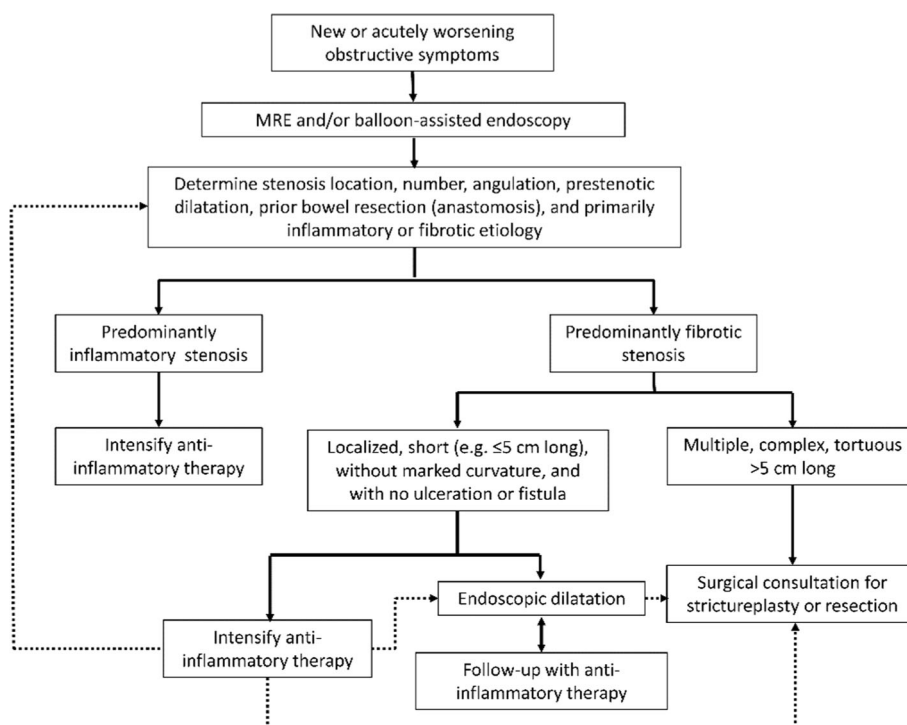 New or acutely worsening
obstructive symptoms
MRE and/or balloon-assisted endoscopy
Determine stenosis location, number, angulation, prestenotic
dilatation, prior bowel resection (anastomosis), and primarily
inflammatory or fibrotic etiology
Predominantly
inflammatory stenosis
Predominantly fibrotic
stenosis
Intensify anti-
inflammatory therapy
Localized, short (e.g. ≤5 cm long),
without marked curvature, and
with no ulceration or fistula
Multiple, complex, tortuous
>5 cm long
Intensify anti-
inflammatory therapy
Endoscopic dilatation
Surgical consultation for
strictureplasty or resection
Follow-up with anti-
inflammatory therapy